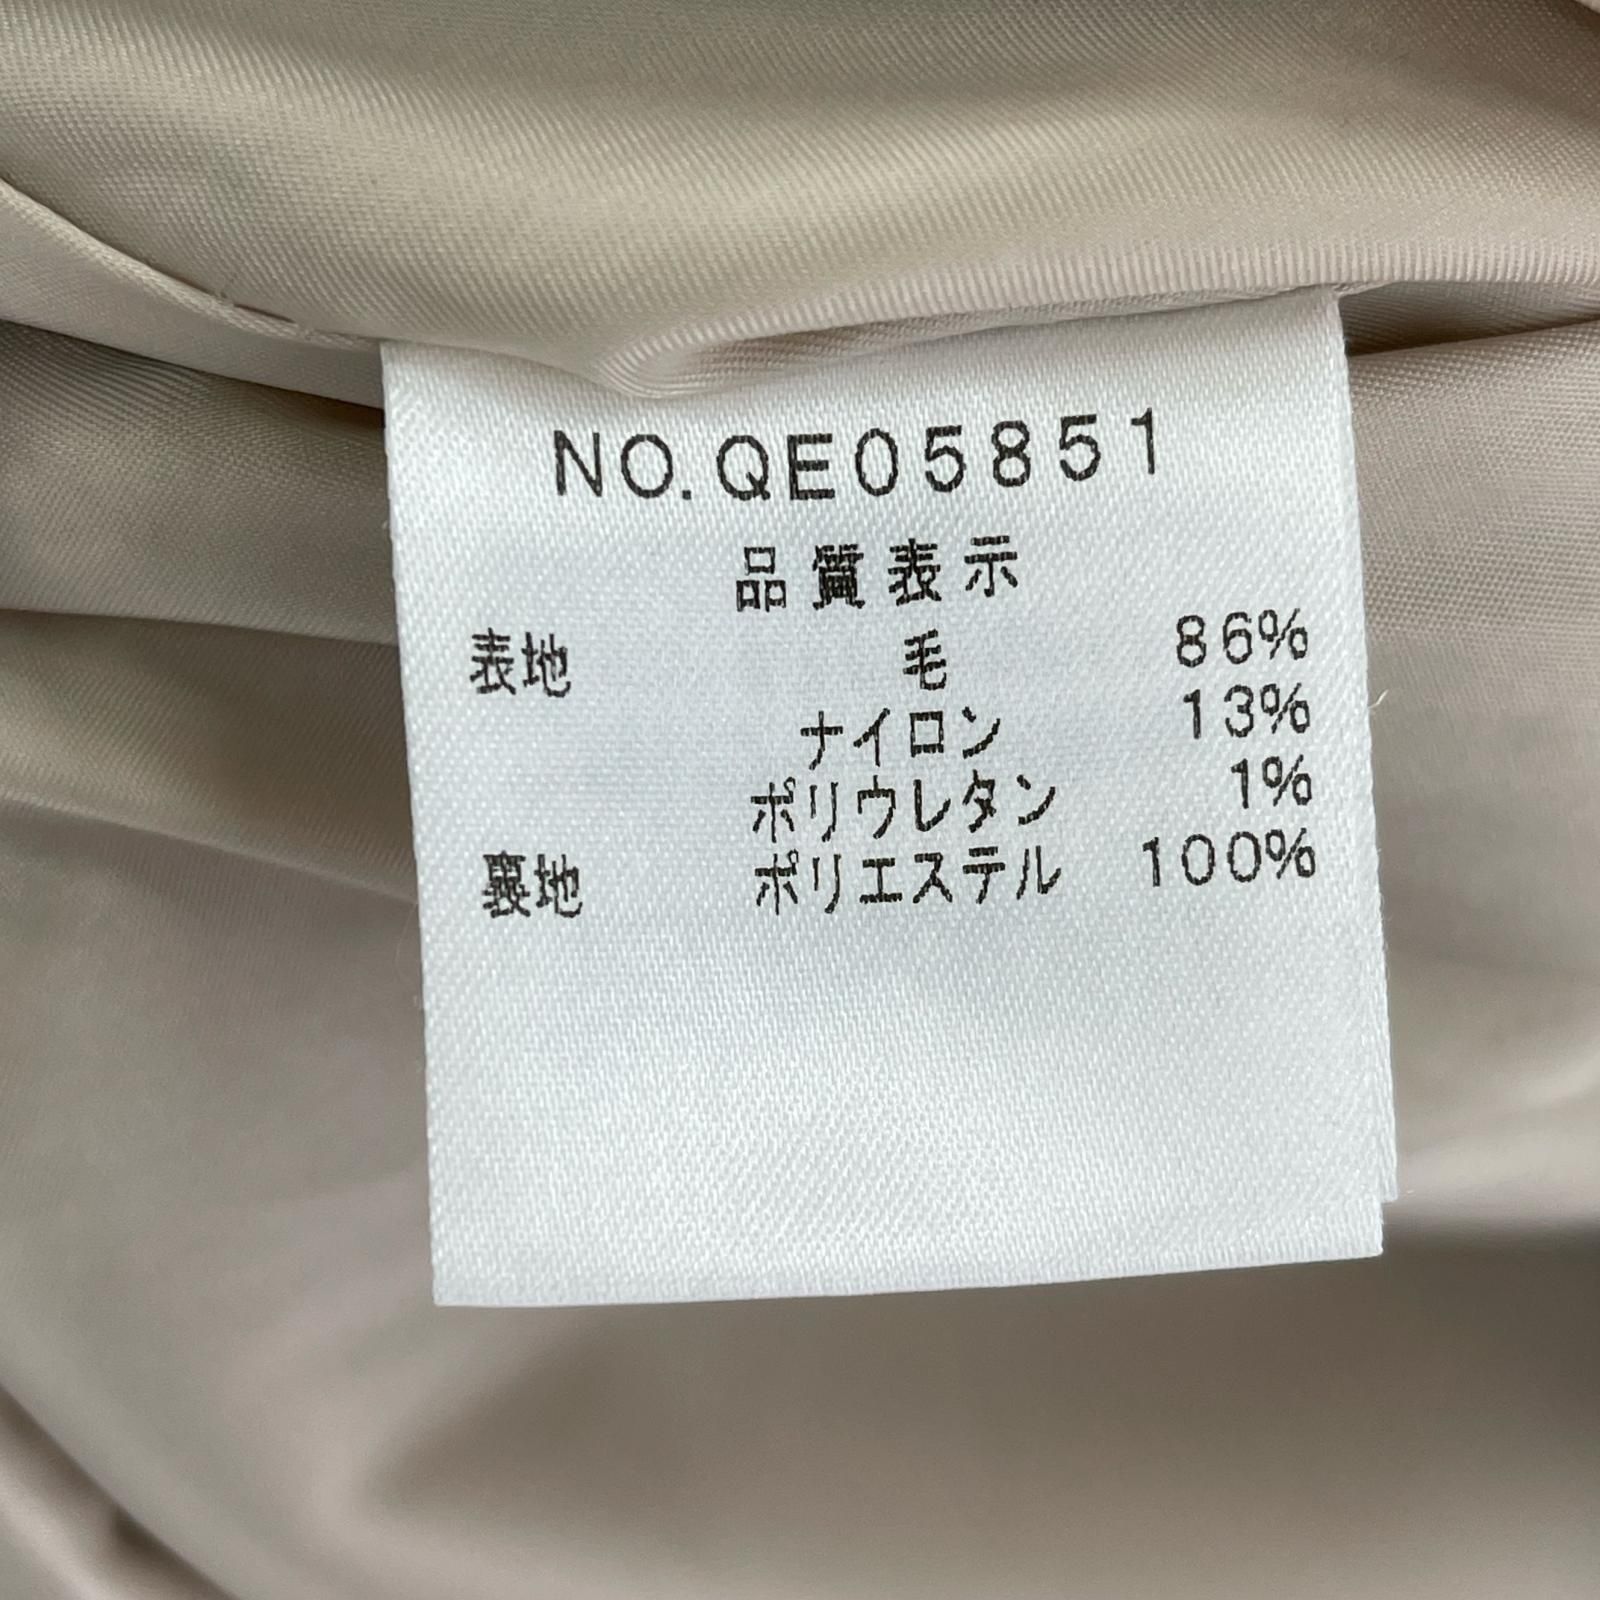 NO.QE05851
品質表示
表地 毛 86%
ナイロン 13%
ポリウレタン 1%
裏地 ポリエステル 100%